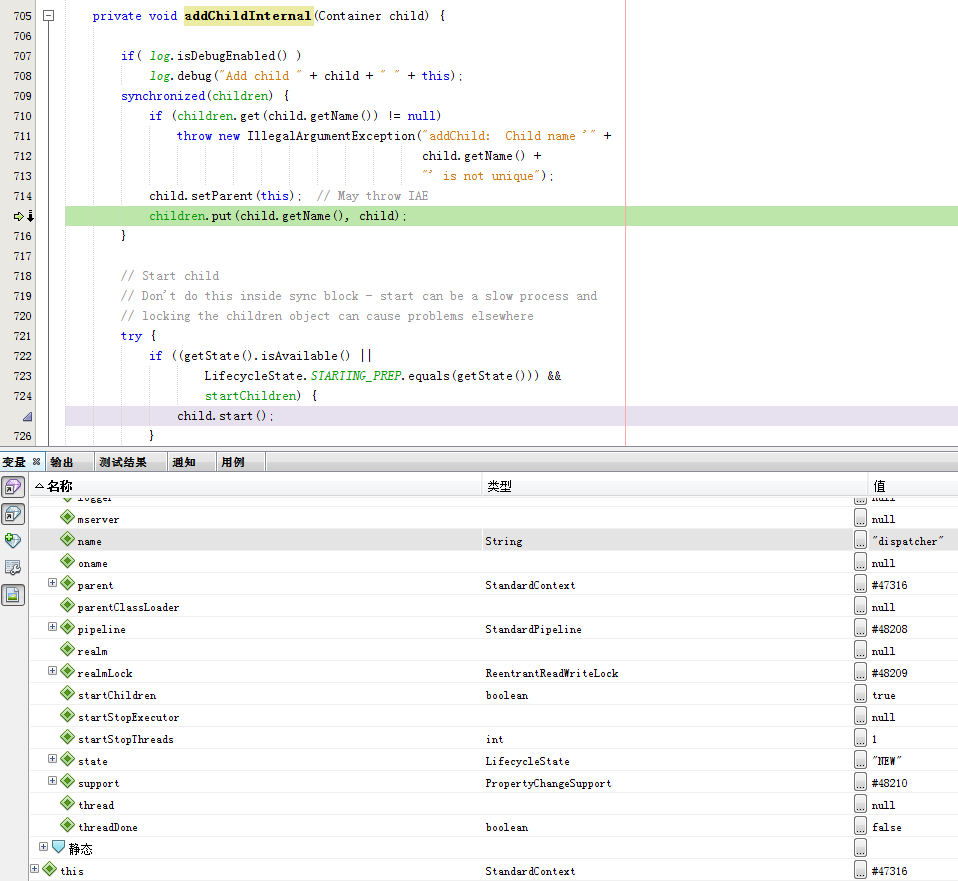 705 private void addChildInternal(Container child) {
706
707 if( log.isDebugEnabled() )
708 log.debug("Add child " + child + " " + this);
709 synchronized(children) {
710 if (children.get(child.getName()) != null)
711 throw new IllegalArgumentException("addChild:  Child name '" +
712 child.getName() +
713 "' is not unique");
714 child.setParent(this);  // May throw IAE
children.put(child.getName(), child);
716 }
717
718 // Start child
719 // Don't do this inside sync block - start can be a slow process and
720 // locking the children object can cause problems elsewhere
721 try {
722 if ((getState().isAvailable() ||
723 LifecycleState.STARTING_PREP.equals(getState())) &&
724 startChildren) {
child.start();
726 }
变量 输出 测试结果 通知 用例
名称 类型 值
logger ... null
mserver ... null
name String ... "dispatcher"
oname ... null
parent StandardContext ... #47316
parentClassLoader ... null
pipeline StandardPipeline ... #48208
realm ... null
realmLock ReentrantReadWriteLock ... #48209
startChildren boolean ... true
startStopExecutor ... null
startStopThreads int ... 1
state LifecycleState ... "NEW"
support PropertyChangeSupport ... #48210
thread ... null
threadDone boolean ... false
静态 ...
this StandardContext ... #47316